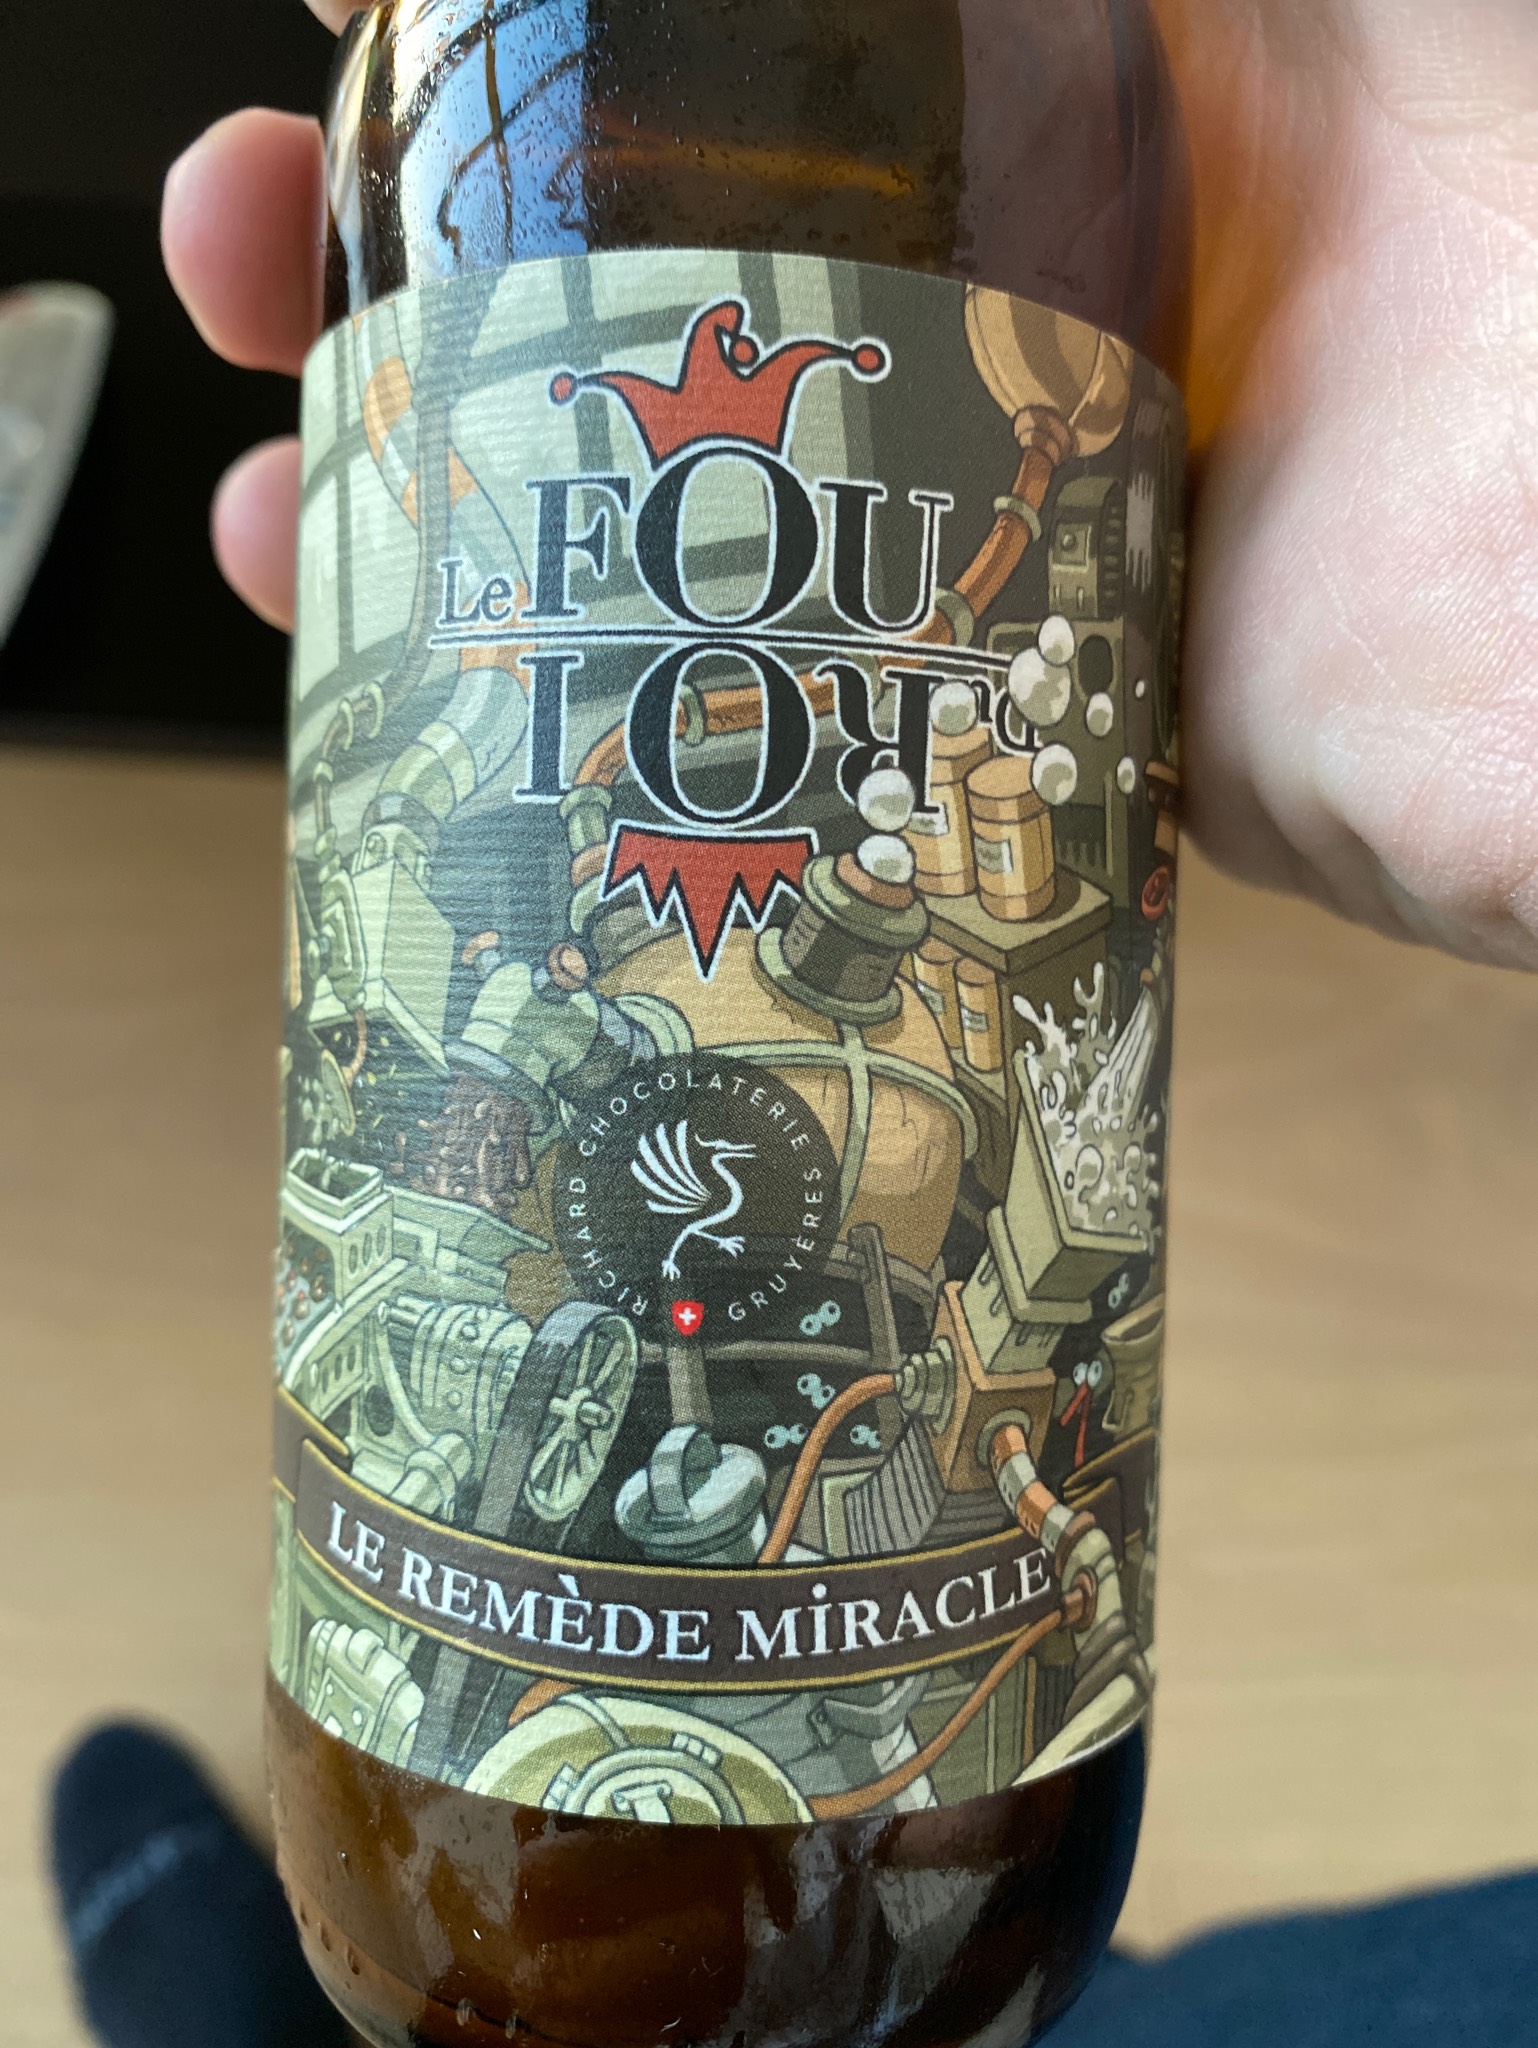 Le FOU
du ROI
RICHARD CHOCOLATERIE GRUYÈRES
LE REMÈDE MIRACLE